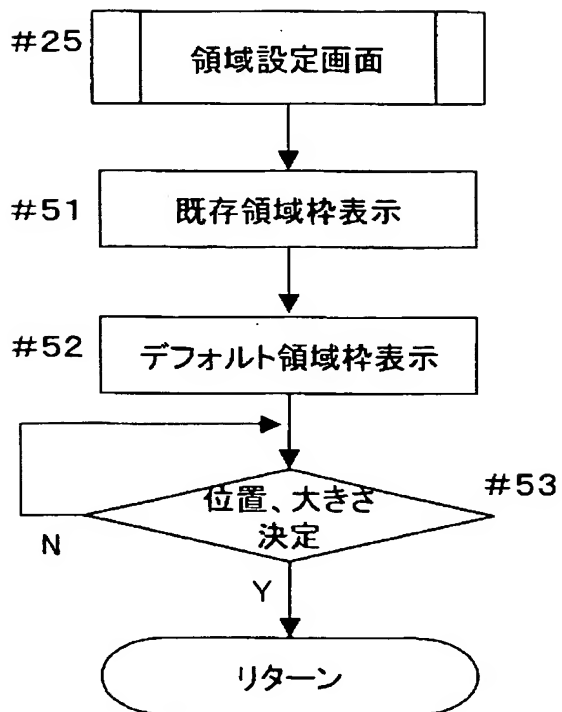 #25
領域設定画面
#51
既存領域枠表示
#52
デフォルト領域枠表示
#53
位置、大きさ
決定
N
Y
リターン